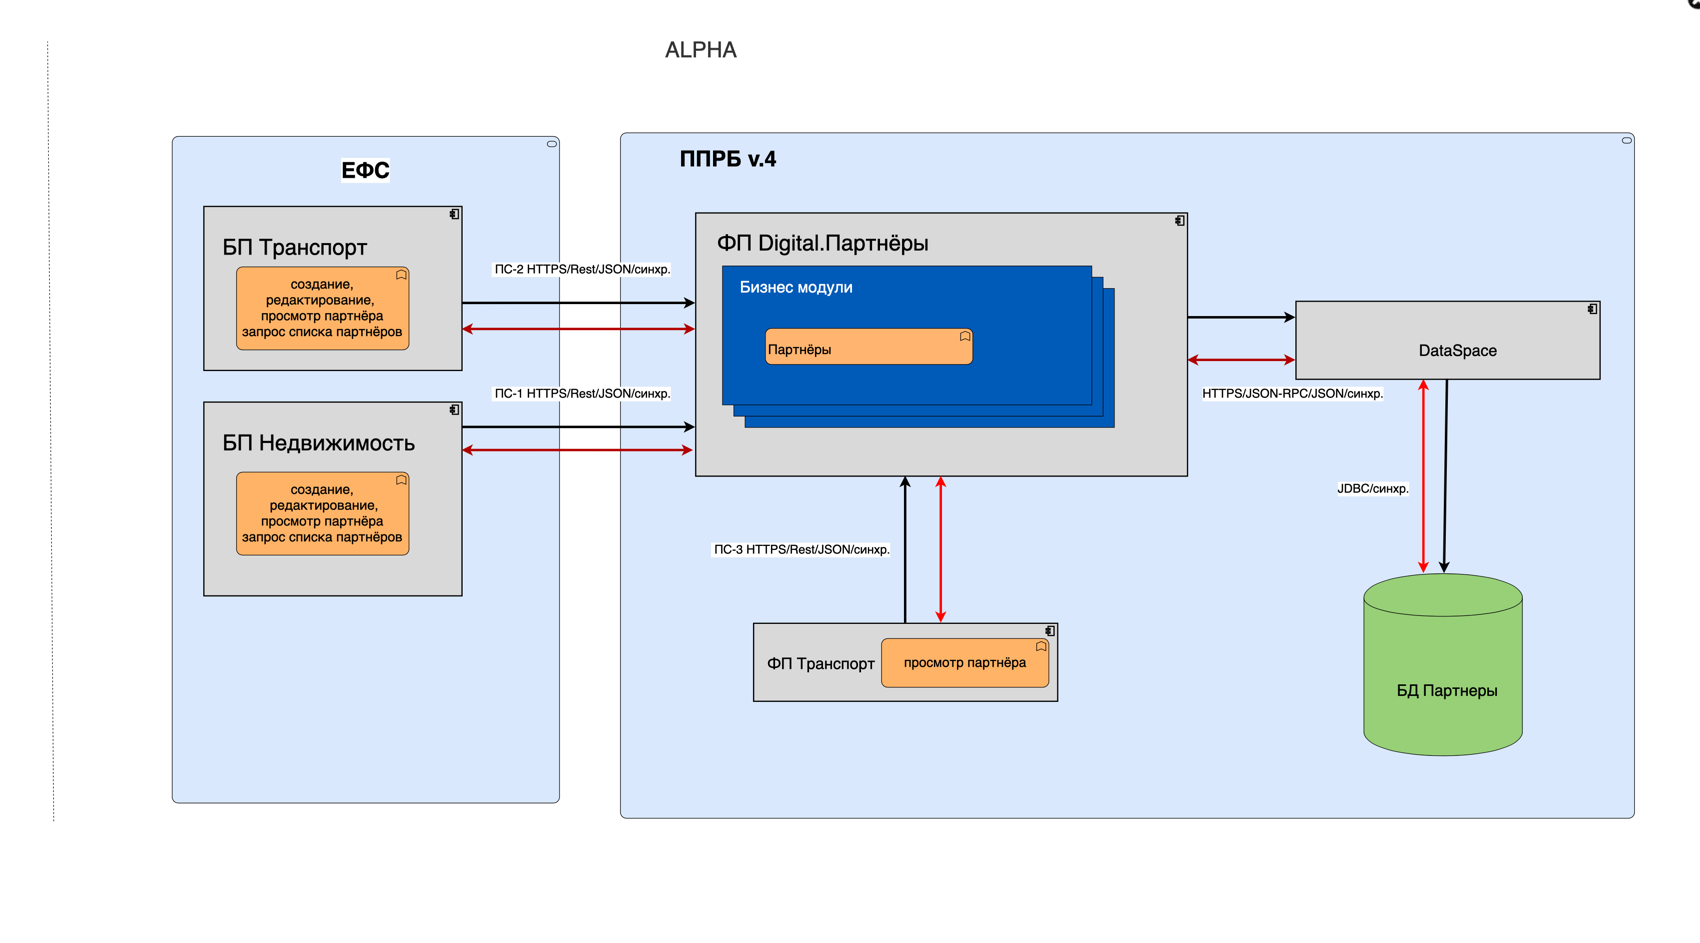 ALPHA
ЕФС
БП Транспорт
создание,
редактирование,
просмотр партнёра
запрос списка партнёров
БП Недвижимость
создание,
редактирование,
просмотр партнёра
запрос списка партнёров
ПС-2 HTTPS/Rest/JSON/синхр.
ПС-1 HTTPS/Rest/JSON/синхр.
ППРБ v.4
ФП Digital.Партнёры
Бизнес модули
Партнёры
DataSpace
HTTPS/JSON-RPC/JSON/синхр.
JDBC/синхр.
ПС-3 HTTPS/Rest/JSON/синхр.
ФП Транспорт
просмотр партнёра
БД Партнеры